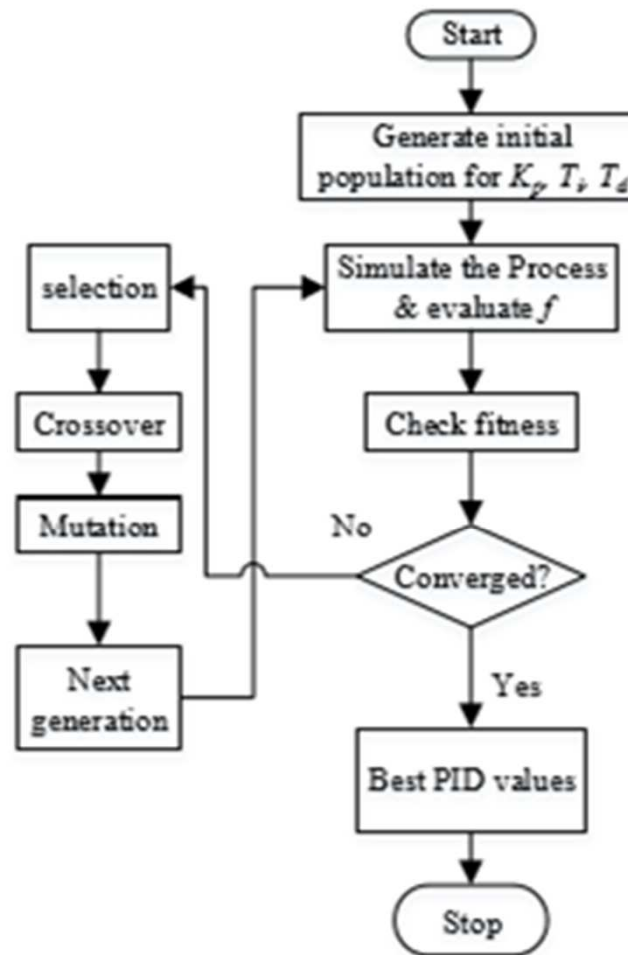 Start
Generate initial
population for Kp, Ti, Td
Simulate the Process
& evaluate f
Check fitness
Converged?
No
Yes
selection
Crossover
Mutation
Next
generation
Best PID values
Stop